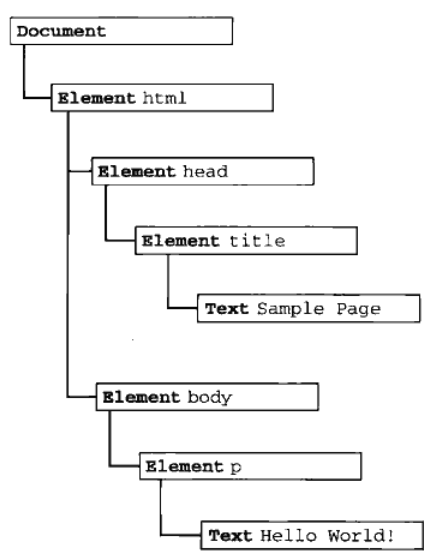 Document
Element html
Element head
Element title
Text Sample Page
Element body
Element p
Text Hello World!